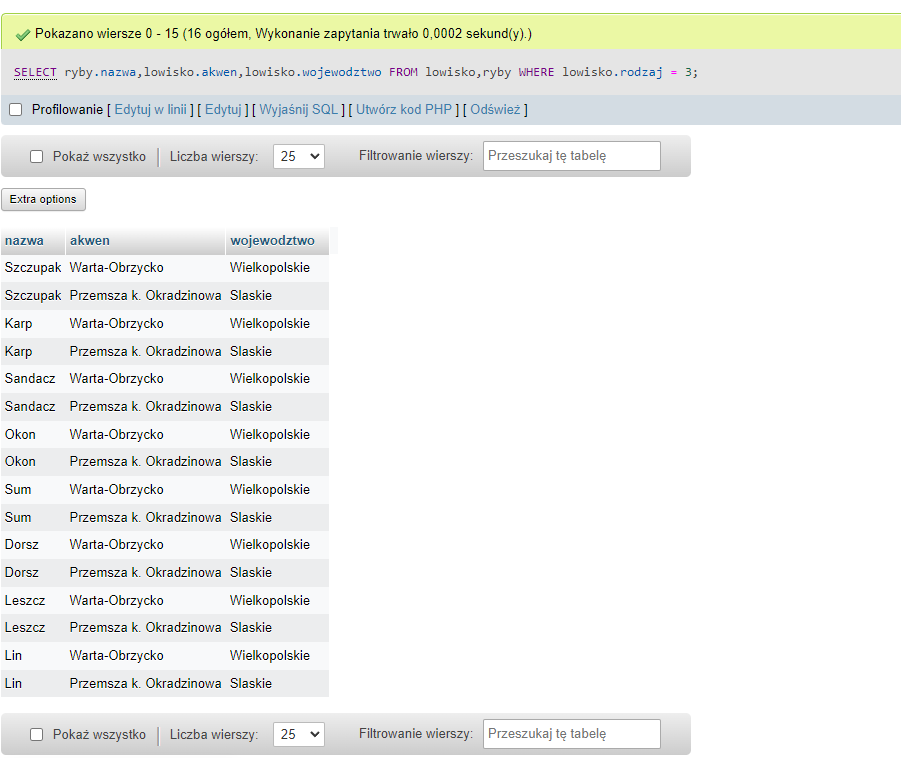 Pokazano wiersze 0 - 15 (16 ogółem, Wykonanie zapytania trwało 0,0002 sekund(y).)
SELECT ryby.nazwa,lowisko.akwen,lowisko.wojewodztwo FROM lowisko,ryby WHERE lowisko.rodzaj = 3;
Profilowanie [ Edytuj w linii ] [ Edytuj ] [ Wyjaśnij SQL ] [ Utwórz kod PHP ] [ Odśwież ]
Pokaż wszystko Liczba wierszy: 25 Filtrowanie wierszy: Przeszukaj tę tabelę
Extra options
nazwa akwen wojewodztwo
Szczupak Warta-Obrzycko Wielkopolskie
Szczupak Przemsza k. Okradzinowa Slaskie
Karp Warta-Obrzycko Wielkopolskie
Karp Przemsza k. Okradzinowa Slaskie
Sandacz Warta-Obrzycko Wielkopolskie
Sandacz Przemsza k. Okradzinowa Slaskie
Okon Warta-Obrzycko Wielkopolskie
Okon Przemsza k. Okradzinowa Slaskie
Sum Warta-Obrzycko Wielkopolskie
Sum Przemsza k. Okradzinowa Slaskie
Dorsz Warta-Obrzycko Wielkopolskie
Dorsz Przemsza k. Okradzinowa Slaskie
Leszcz Warta-Obrzycko Wielkopolskie
Leszcz Przemsza k. Okradzinowa Slaskie
Lin Warta-Obrzycko Wielkopolskie
Lin Przemsza k. Okradzinowa Slaskie
Pokaż wszystko Liczba wierszy: 25 Filtrowanie wierszy: Przeszukaj tę tabelę